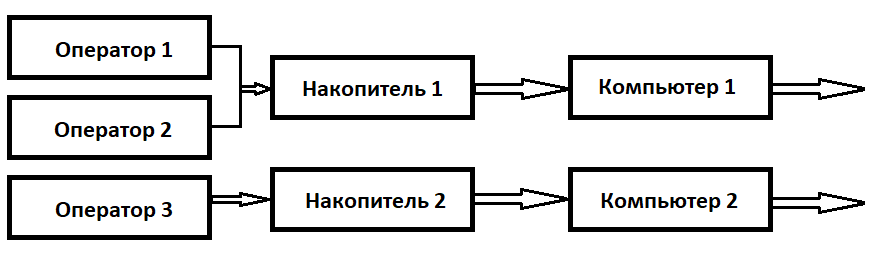 Оператор 1
Накопитель 1
Компьютер 1
Оператор 2
Оператор 3
Накопитель 2
Компьютер 2